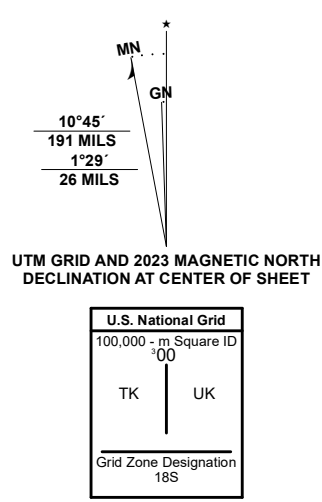 ★
MN
GN
10°45´
191 MILS
1°29´
26 MILS
UTM GRID AND 2023 MAGNETIC NORTH
DECLINATION AT CENTER OF SHEET
U.S. National Grid
100,000 - m Square ID
³00
TK UK
Grid Zone Designation
18S